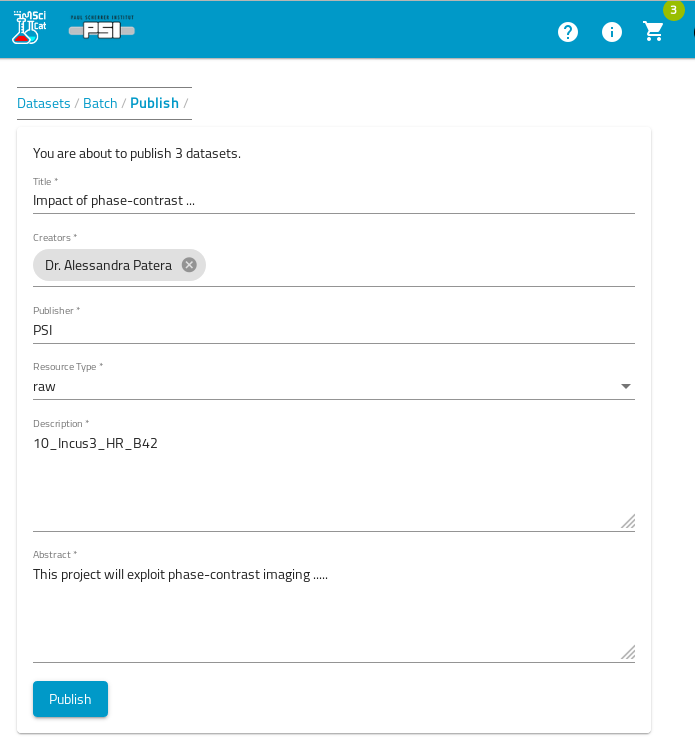 SciCat
PAUL SCHERRER INSTITUT
PSI
3
Datasets / Batch / Publish /
You are about to publish 3 datasets.
Title *
Impact of phase-contrast ...
Creators *
Dr. Alessandra Patera
Publisher *
PSI
Resource Type *
raw
Description *
10_Incus3_HR_B42
Abstract *
This project will exploit phase-contrast imaging .....
Publish